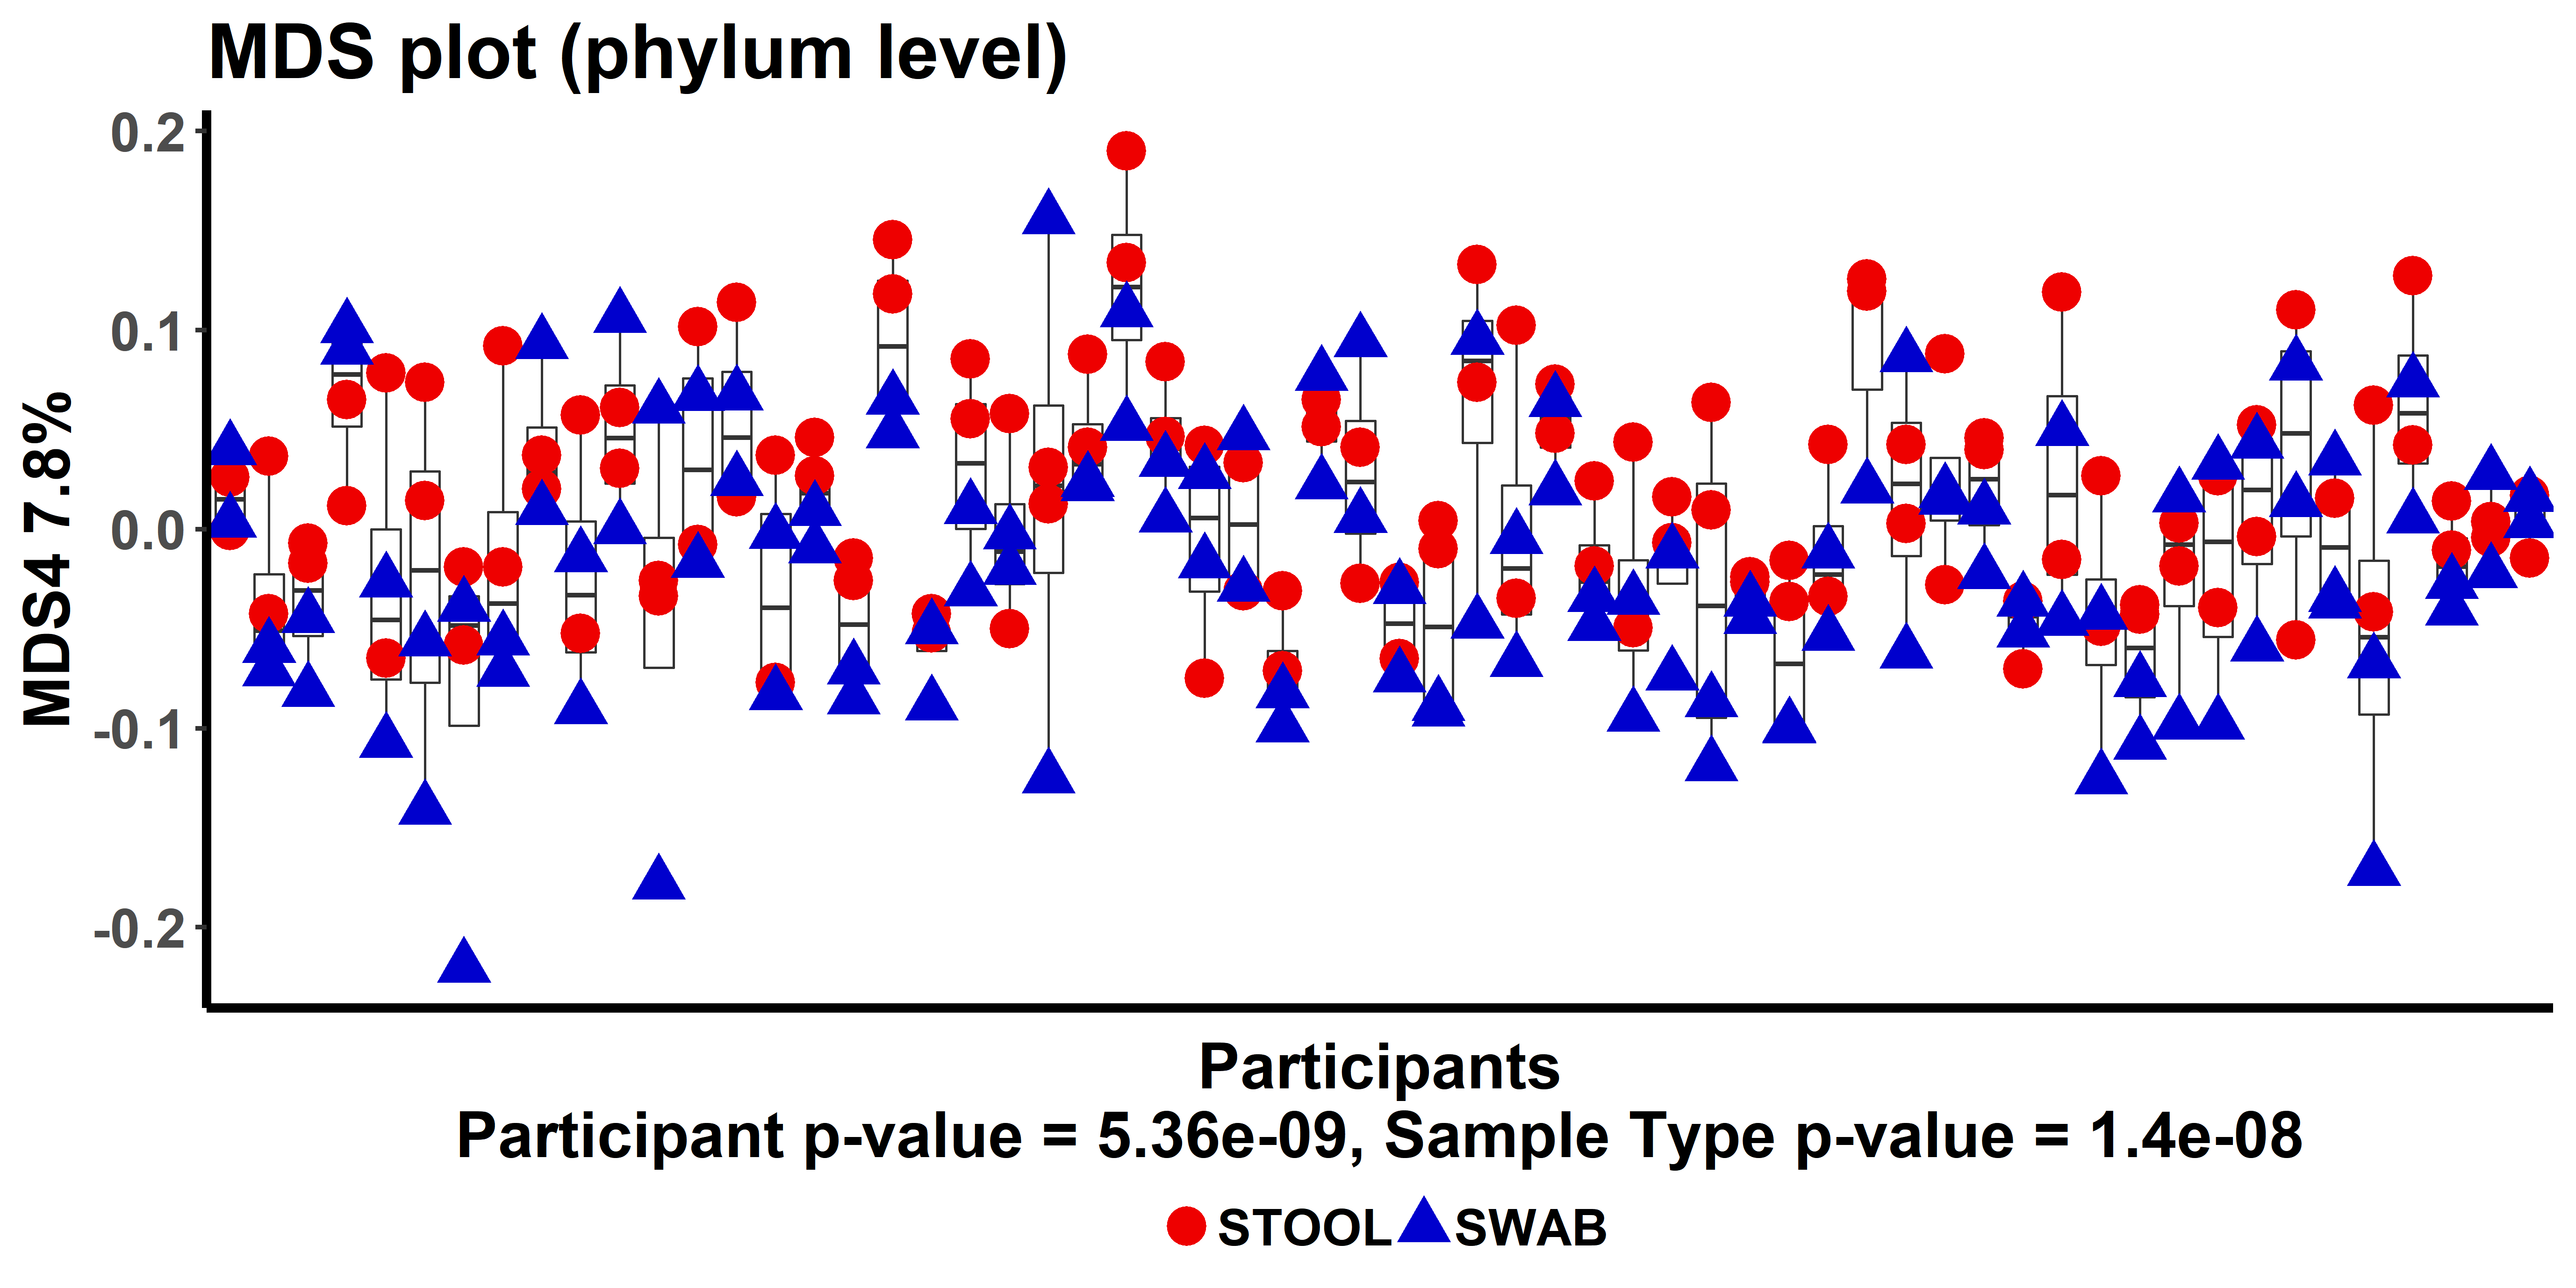 MDS plot (phylum level)
0.2
0.1
0.0
-0.1
-0.2
MDS4 7.8%
Participants
Participant p-value = 5.36e-09, Sample Type p-value = 1.4e-08
STOOL SWAB